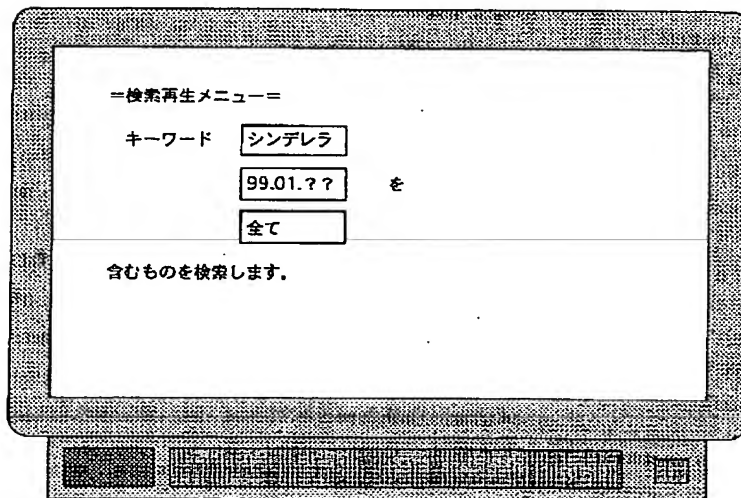 =検索再生メニュー=
キーワード シンデレラ
99.01.?? を
全て
含むものを検索します.